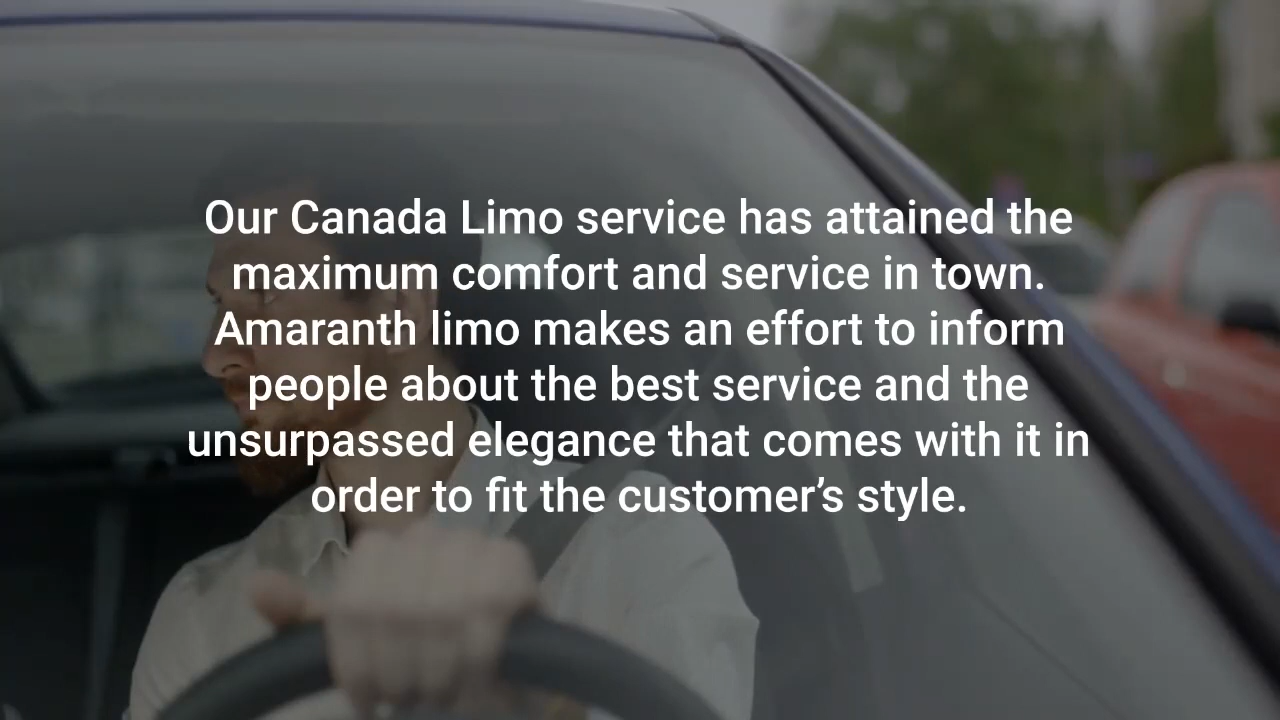 Our Canada Limo service has attained the
maximum comfort and service in town.
Amaranth limo makes an effort to inform
people about the best service and the
unsurpassed elegance that comes with it in
order to fit the customer’s style.